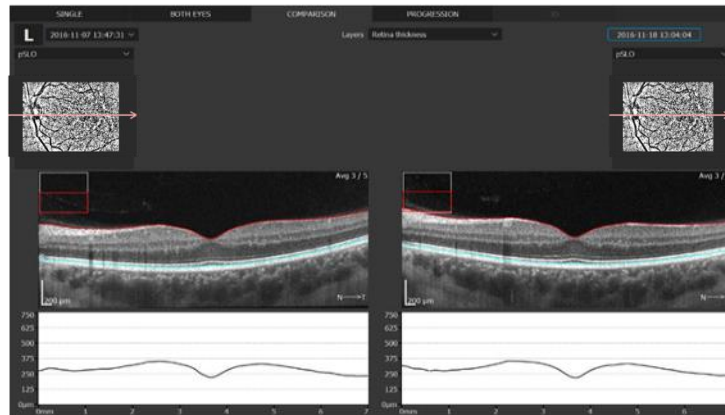 SINGLE BOTH EYES COMPARISON PROGRESSION
L 2016-11-07 13:47:31 Layers Retina thickness 2016-11-18 13:04:04
pSLO pSLO
Avg 3 / 5 Avg 3 /
200 µm N--->T 200 µm N--->T
750 750
625 625
500 500
375 375
250 250
125 125
0µm 0µm
0mm 1 2 3 4 5 6 7 0mm 1 2 3 4 5 6 7